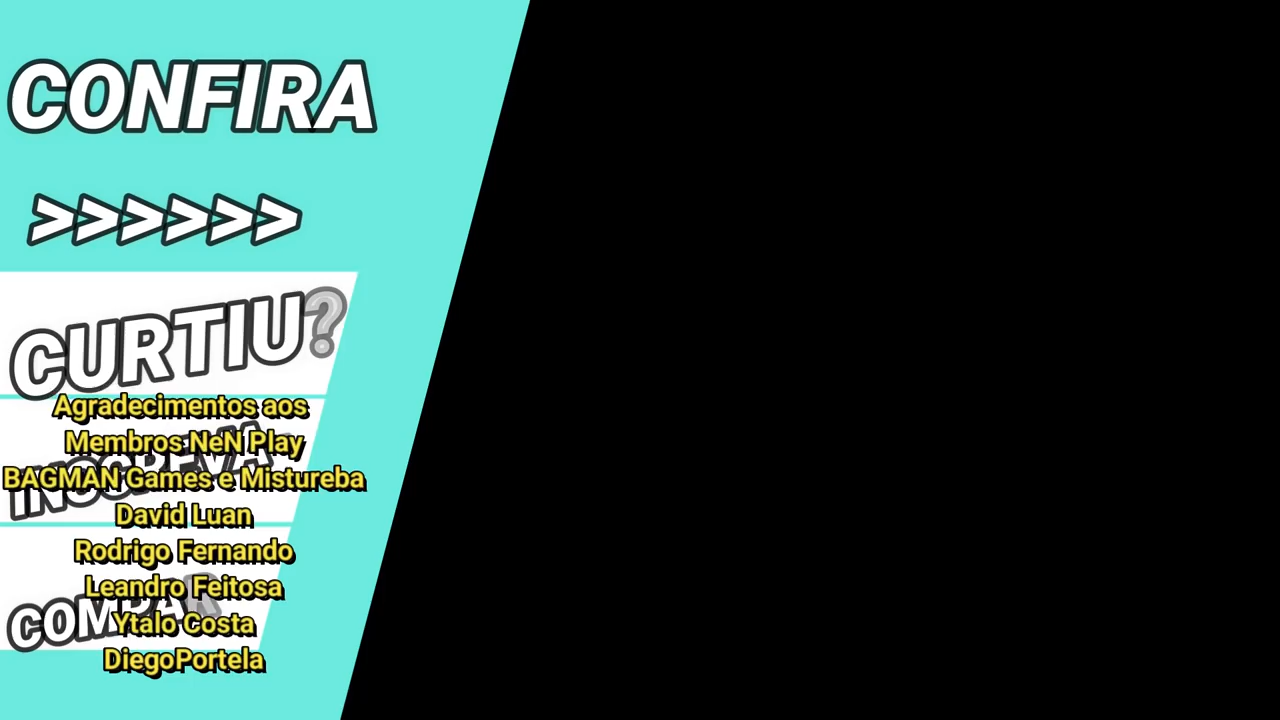 CONFIRA
>>>>>>
CURTIU?
Agradecimentos aos
Membros NeN Play
INSCREVA
BAGMAN Games e Mistureba
David Luan
Rodrigo Fernando
Leandro Feitosa
Ytalo Costa
DiegoPortela